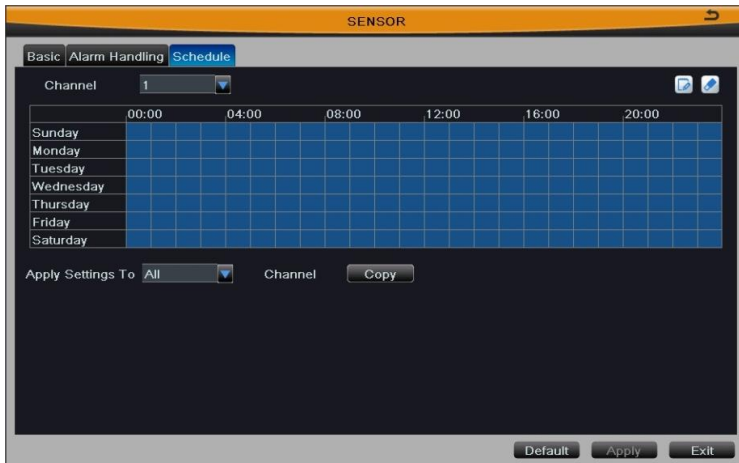 SENSOR
Basic Alarm Handling Schedule
Channel 1
00:00 04:00 08:00 12:00 16:00 20:00
Sunday
Monday
Tuesday
Wednesday
Thursday
Friday
Saturday
Apply Settings To All Channel Copy
Default Apply Exit